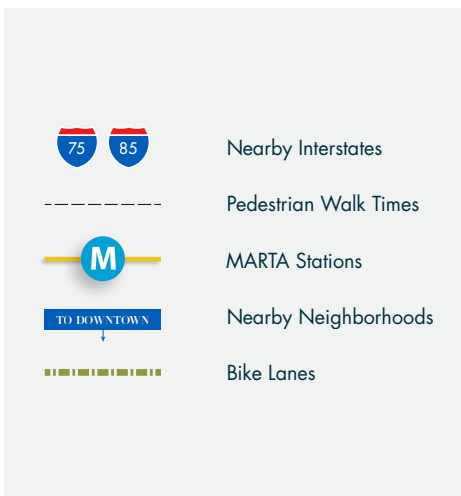 75 85 Nearby Interstates
Pedestrian Walk Times
M MARTA Stations
TO DOWNTOWN Nearby Neighborhoods
Bike Lanes